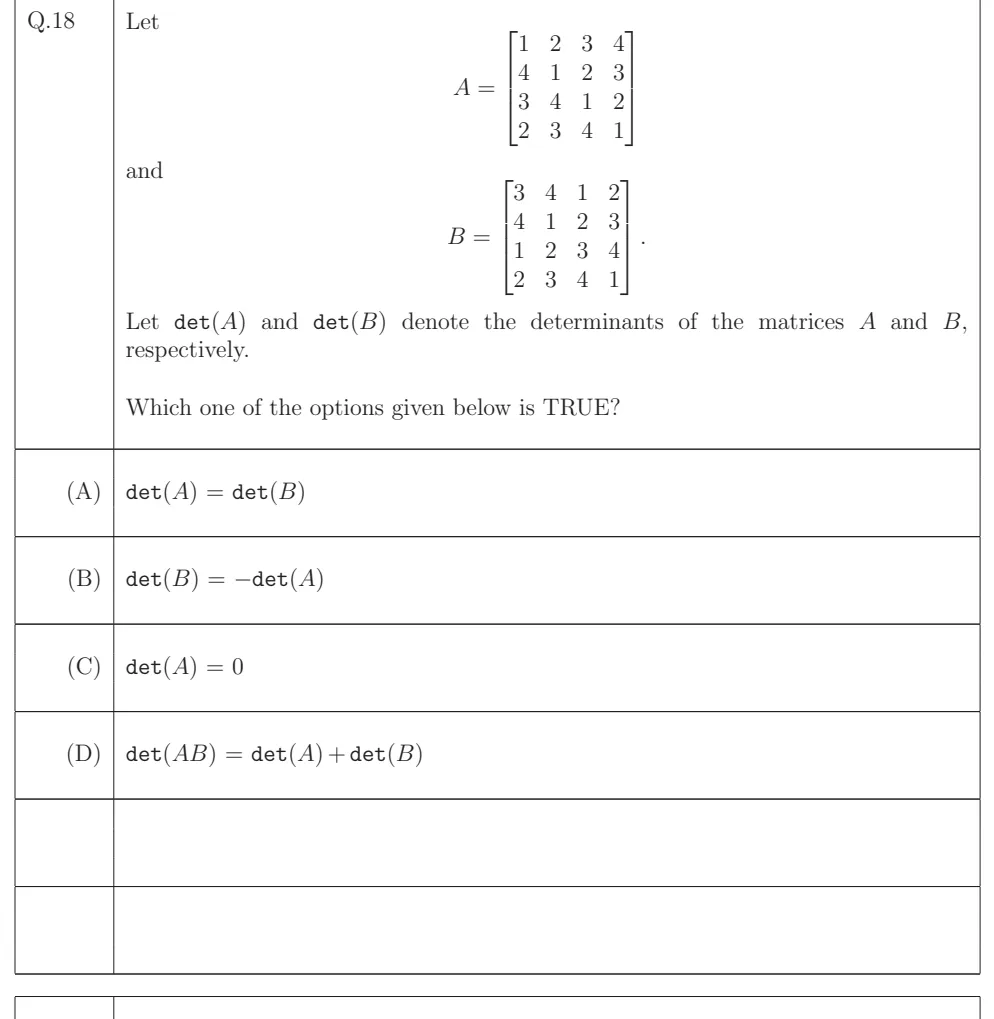 Q.18 Let
A = [1 2 3 4
4 1 2 3
3 4 1 2
2 3 4 1]
and
B = [3 4 1 2
4 1 2 3
1 2 3 4
2 3 4 1] .
Let det(A) and det(B) denote the determinants of the matrices A and B,
respectively.
Which one of the options given below is TRUE?
(A) det(A) = det(B)
(B) det(B) = −det(A)
(C) det(A) = 0
(D) det(AB) = det(A) + det(B)